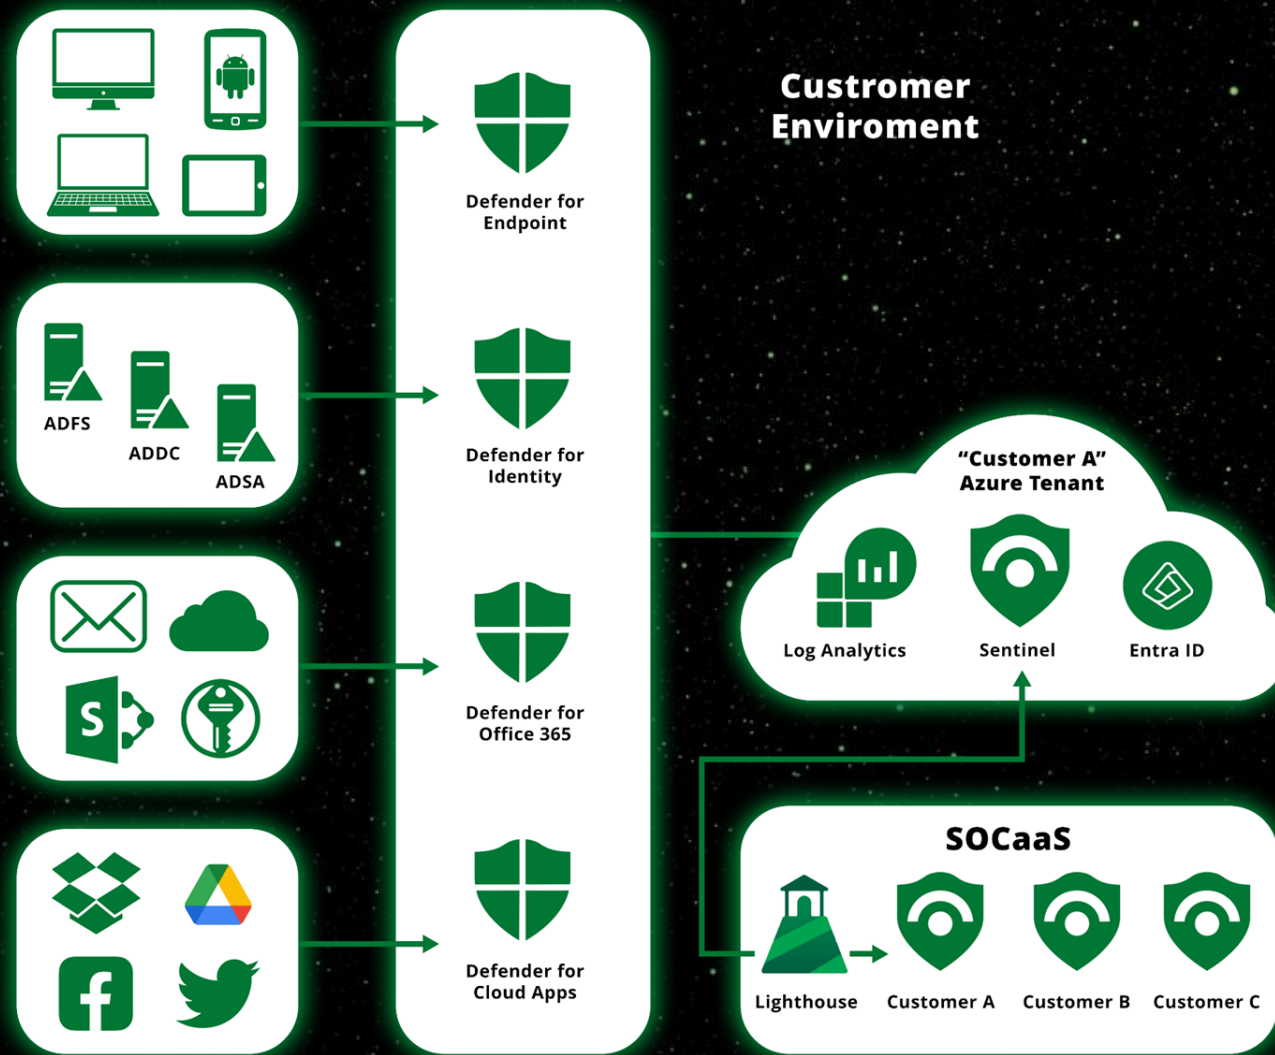 Custromer
Enviroment
Defender for
Endpoint
ADFS
ADDC
ADSA
Defender for
Identity
Defender for
Office 365
Defender for
Cloud Apps
“Customer A”
Azure Tenant
Log Analytics
Sentinel
Entra ID
S
SOCaaS
Lighthouse
Customer A
Customer B
Customer C